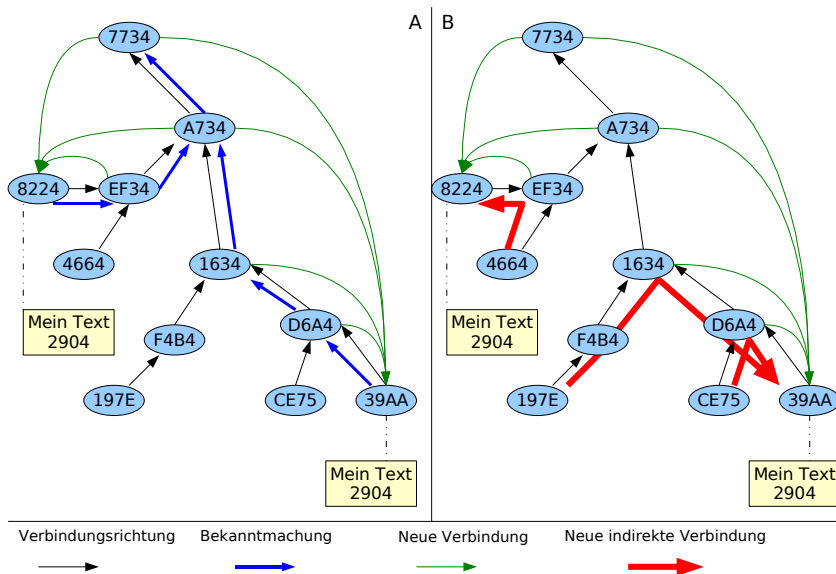 A
7734
A734
8224
EF34
4664
1634
Mein Text
2904
F4B4
D6A4
197E
CE75
39AA
Mein Text
2904
B
7734
A734
8224
EF34
4664
1634
Mein Text
2904
F4B4
D6A4
197E
CE75
39AA
Mein Text
2904
Verbindungsrichtung
Bekanntmachung
Neue Verbindung
Neue indirekte Verbindung